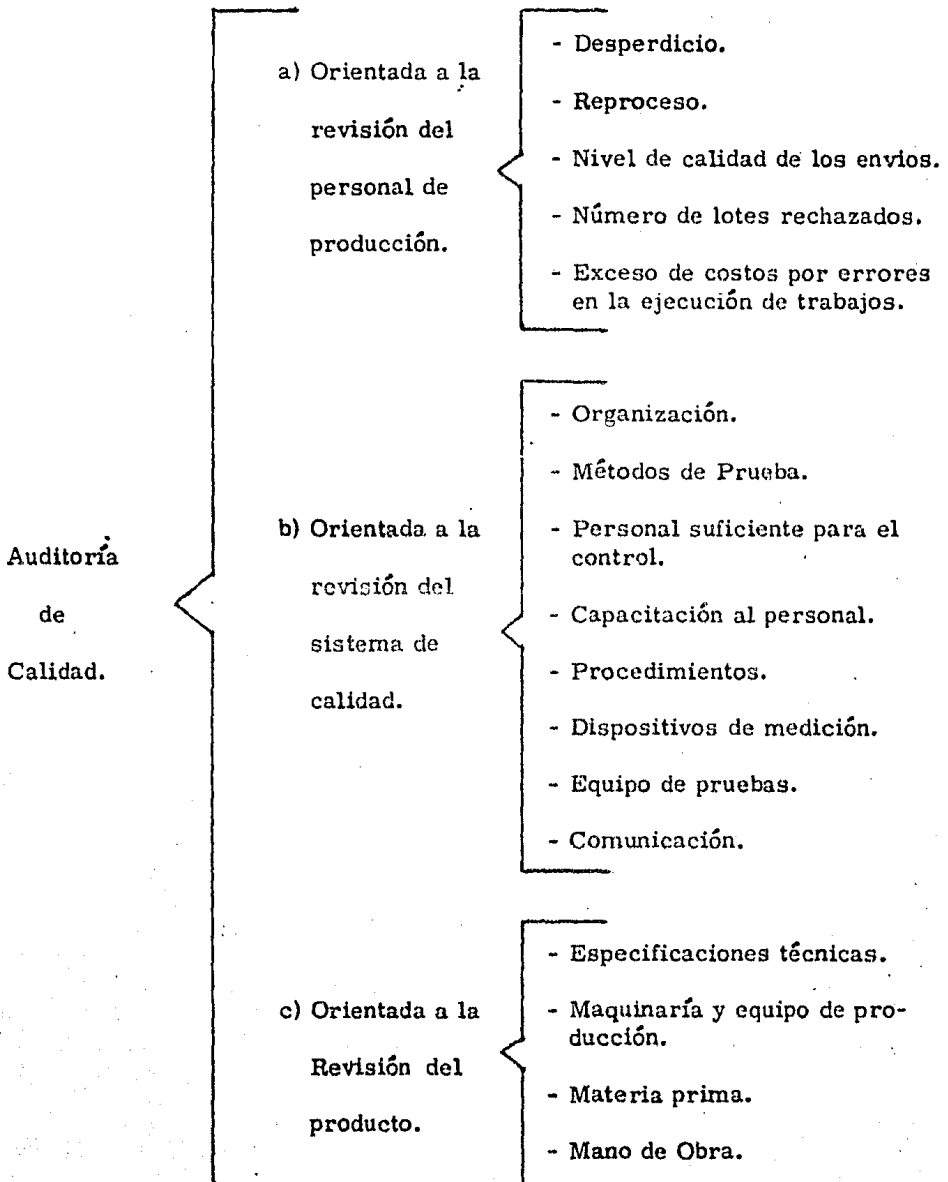 Auditoría
de
Calidad.
a) Orientada a la
revisión del
personal de
producción.
- Desperdicio.
- Reproceso.
- Nivel de calidad de los envios.
- Número de lotes rechazados.
- Exceso de costos por errores
en la ejecución de trabajos.
b) Orientada a la
revisión del
sistema de
calidad.
- Organización.
- Métodos de Prueba.
- Personal suficiente para el
control.
- Capacitación al personal.
- Procedimientos.
- Dispositivos de medición.
- Equipo de pruebas.
- Comunicación.
c) Orientada a la
Revisión del
producto.
- Especificaciones técnicas.
- Maquinaría y equipo de pro-
ducción.
- Materia prima.
- Mano de Obra.